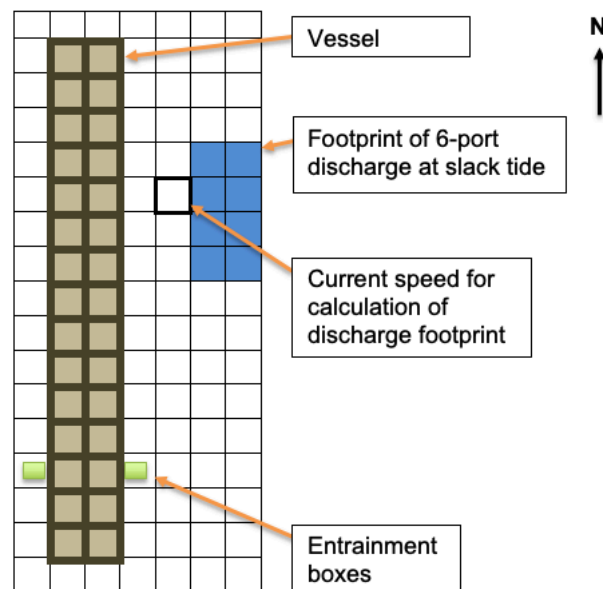 Vessel
N
Footprint of 6-port
discharge at slack tide
Current speed for
calculation of
discharge footprint
Entrainment
boxes